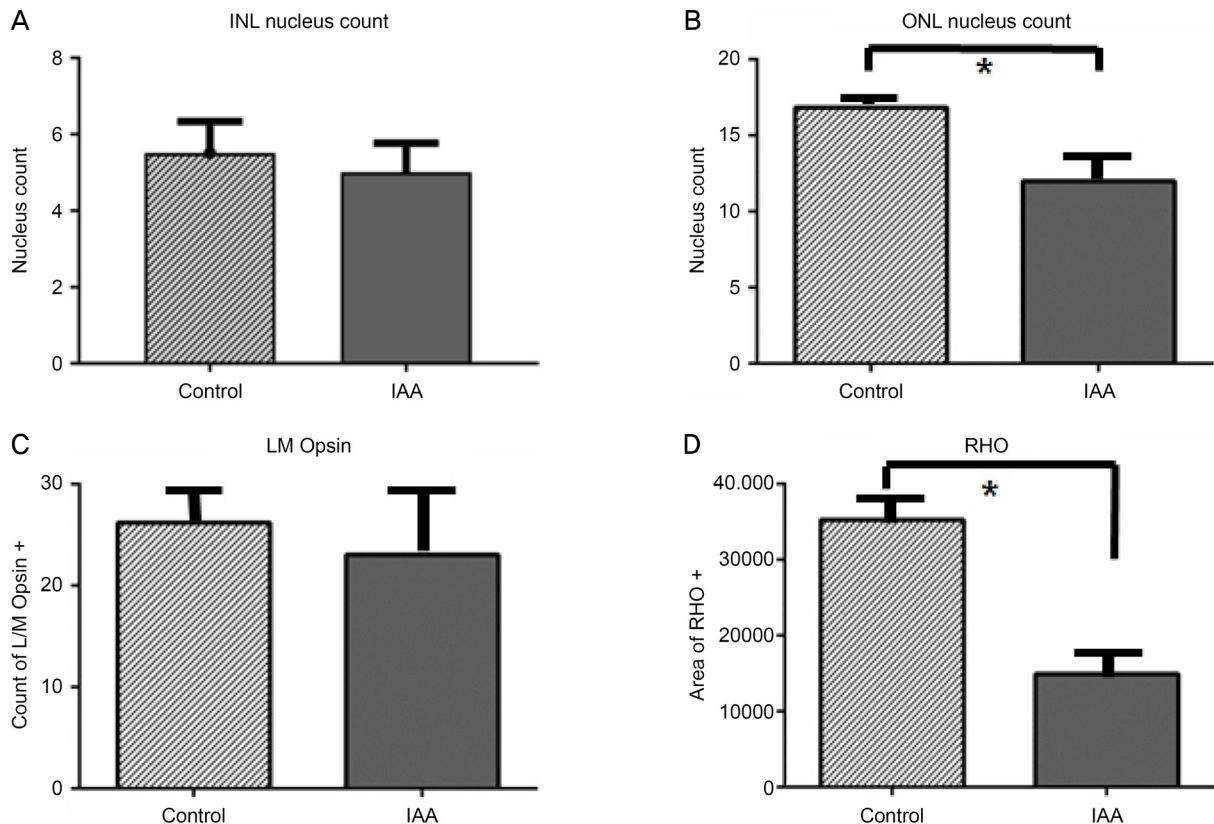 A
INL nucleus count
Nucleus count
8
6
4
2
0
Control
IAA
B
ONL nucleus count
Nucleus count
20
15
10
5
0
*
Control
IAA
C
LM Opsin
Count of L/M Opsin +
30
20
10
0
Control
IAA
D
RHO
Area of RHO +
40.000
30000
20000
10000
0
*
Control
IAA